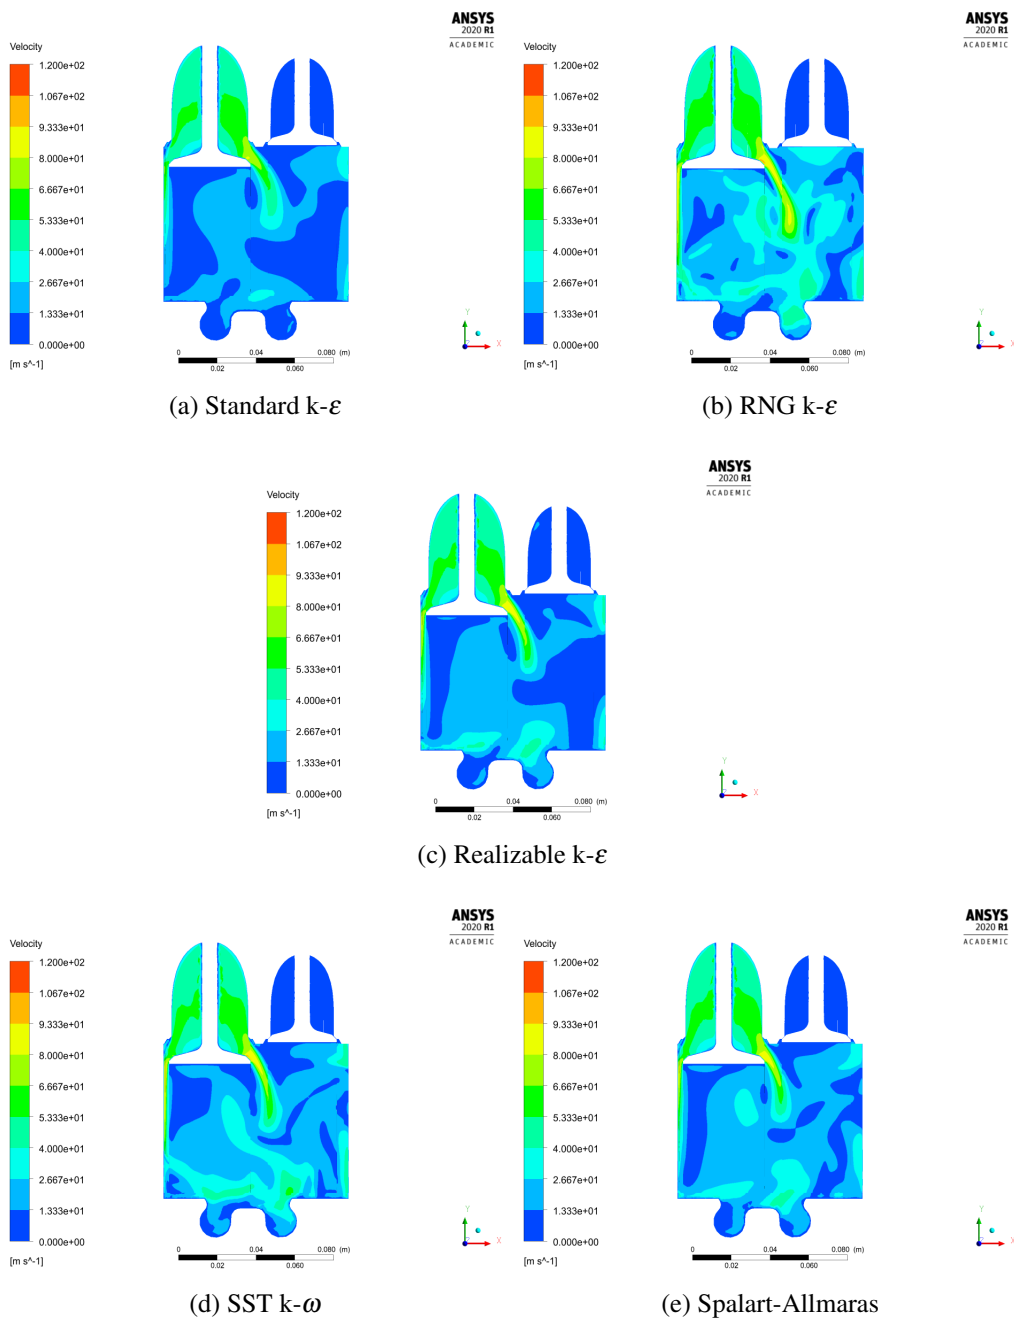 ANSYS
2020 R1
ACADEMIC
Velocity
1.200e+02
1.067e+02
9.333e+01
8.000e+01
6.667e+01
5.333e+01
4.000e+01
2.667e+01
1.333e+01
0.000e+00
[m s^-1]
Y
X
0 0.04 0.080 (m)
0.02 0.060
(a) Standard k-ε
ANSYS
2020 R1
ACADEMIC
Velocity
1.200e+02
1.067e+02
9.333e+01
8.000e+01
6.667e+01
5.333e+01
4.000e+01
2.667e+01
1.333e+01
0.000e+00
[m s^-1]
Y
X
0 0.04 0.080 (m)
0.02 0.060
(b) RNG k-ε
ANSYS
2020 R1
ACADEMIC
Velocity
1.200e+02
1.067e+02
9.333e+01
8.000e+01
6.667e+01
5.333e+01
4.000e+01
2.667e+01
1.333e+01
0.000e+00
[m s^-1]
Y
X
0 0.04 0.080 (m)
0.02 0.060
(c) Realizable k-ε
ANSYS
2020 R1
ACADEMIC
Velocity
1.200e+02
1.067e+02
9.333e+01
8.000e+01
6.667e+01
5.333e+01
4.000e+01
2.667e+01
1.333e+01
0.000e+00
[m s^-1]
Y
X
0 0.04 0.080 (m)
0.02 0.060
(d) SST k-ω
ANSYS
2020 R1
ACADEMIC
Velocity
1.200e+02
1.067e+02
9.333e+01
8.000e+01
6.667e+01
5.333e+01
4.000e+01
2.667e+01
1.333e+01
0.000e+00
[m s^-1]
Y
X
0 0.04 0.080 (m)
0.02 0.060
(e) Spalart-Allmaras